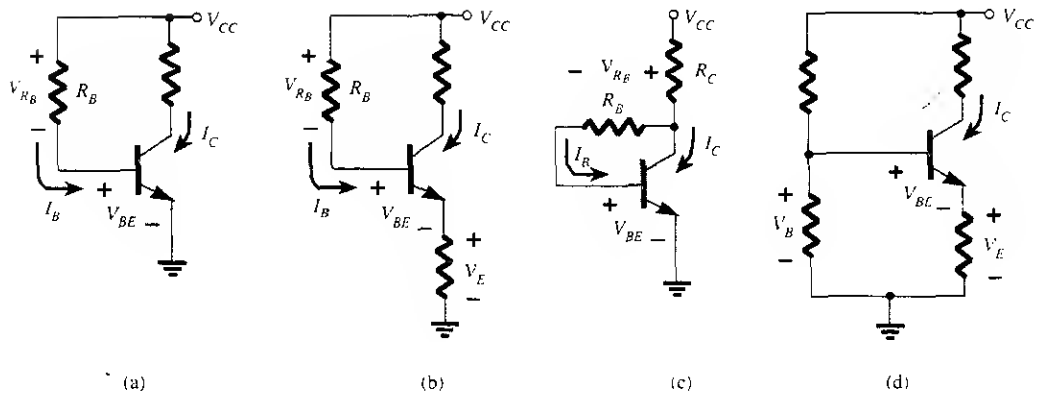 V_CC
+
V_RB
R_B
−
I_C
I_B
+
V_BE
−
(a)
V_CC
+
V_RB
R_B
−
I_C
I_B
+
V_BE
−
+
V_E
−
(b)
V_CC
− V_RB +
R_C
R_B
I_C
I_B
+
V_BE
−
(c)
V_CC
I_C
+
V_BE
−
+
V_B
−
+
V_E
−
(d)